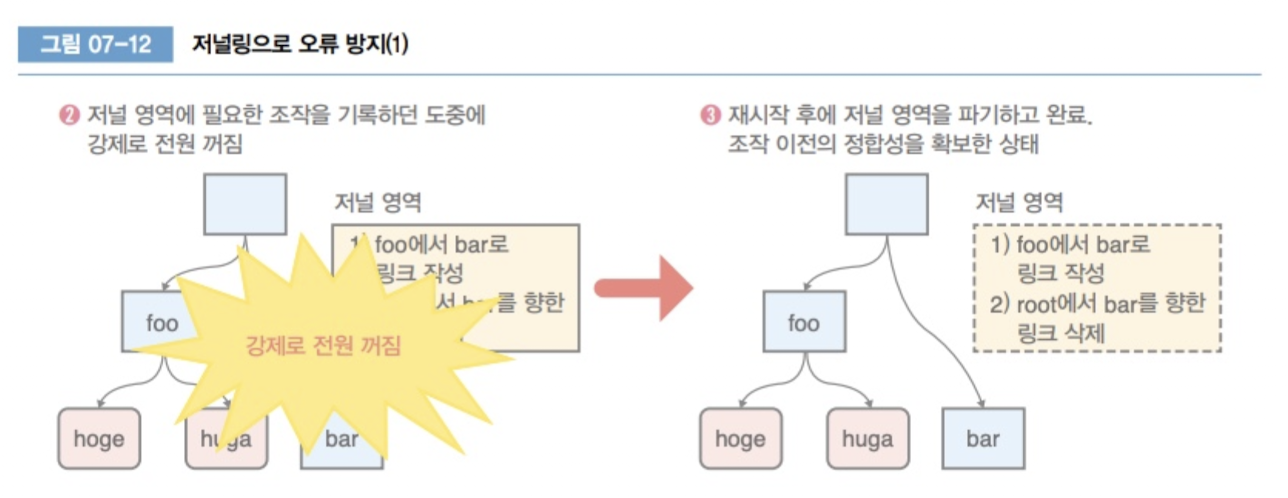 그림 07-12 저널링으로 오류 방지(1)
❷ 저널 영역에 필요한 조작을 기록하던 도중에
강제로 전원 꺼짐
저널 영역
1) foo에서 bar로
링크 작성
서 bar를 향한
foo
강제로 전원 꺼짐
hoge
huga
bar
❸ 재시작 후에 저널 영역을 파기하고 완료.
조작 이전의 정합성을 확보한 상태
저널 영역
1) foo에서 bar로
링크 작성
2) root에서 bar를 향한
링크 삭제
foo
hoge
huga
bar